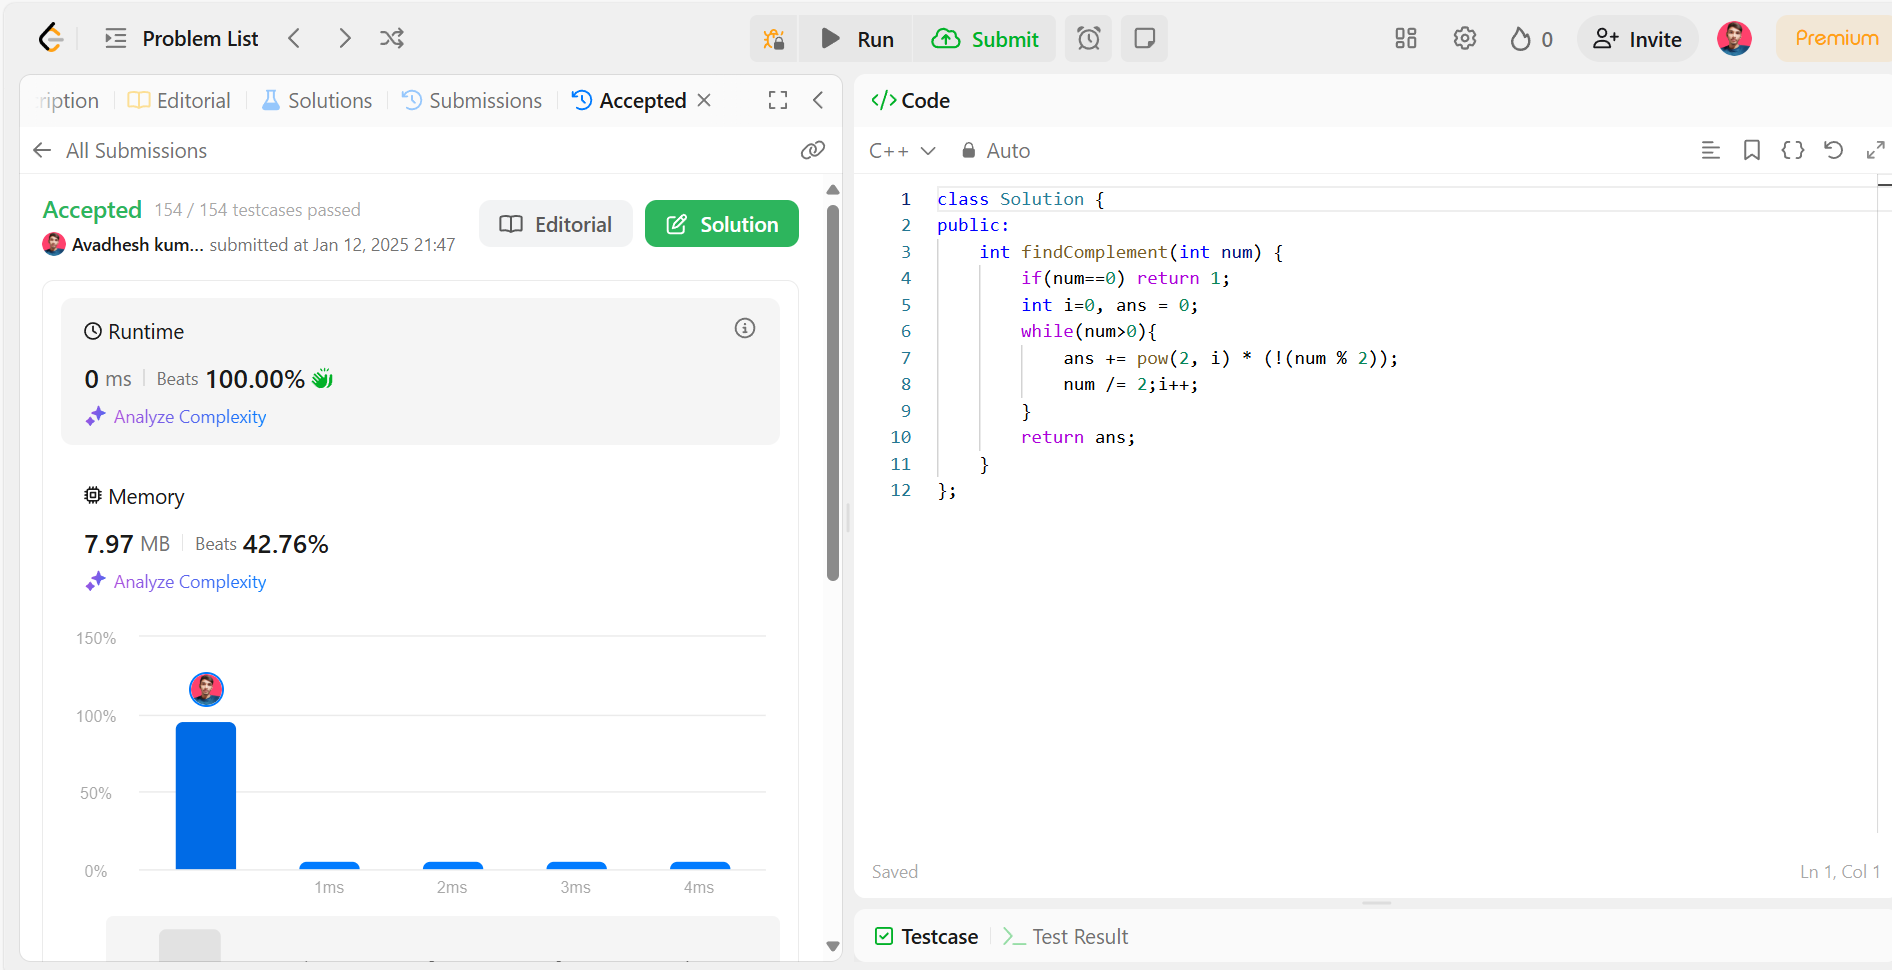 Problem List
Run
Submit
0
Invite
Premium
ription
Editorial
Solutions
Submissions
Accepted
All Submissions
Accepted 154 / 154 testcases passed
Avadhesh kum... submitted at Jan 12, 2025 21:47
Editorial
Solution
Runtime
0 ms Beats 100.00%
Analyze Complexity
Memory
7.97 MB Beats 42.76%
Analyze Complexity
150%
100%
50%
0%
1ms 2ms 3ms 4ms
</> Code
C++ Auto
1 class Solution {
2 public:
3     int findComplement(int num) {
4         if(num==0) return 1;
5         int i=0, ans = 0;
6         while(num>0){
7             ans += pow(2, i) * (!(num % 2));
8             num /= 2;i++;
9         }
10         return ans;
11     }
12 };
Saved
Ln 1, Col 1
Testcase
Test Result